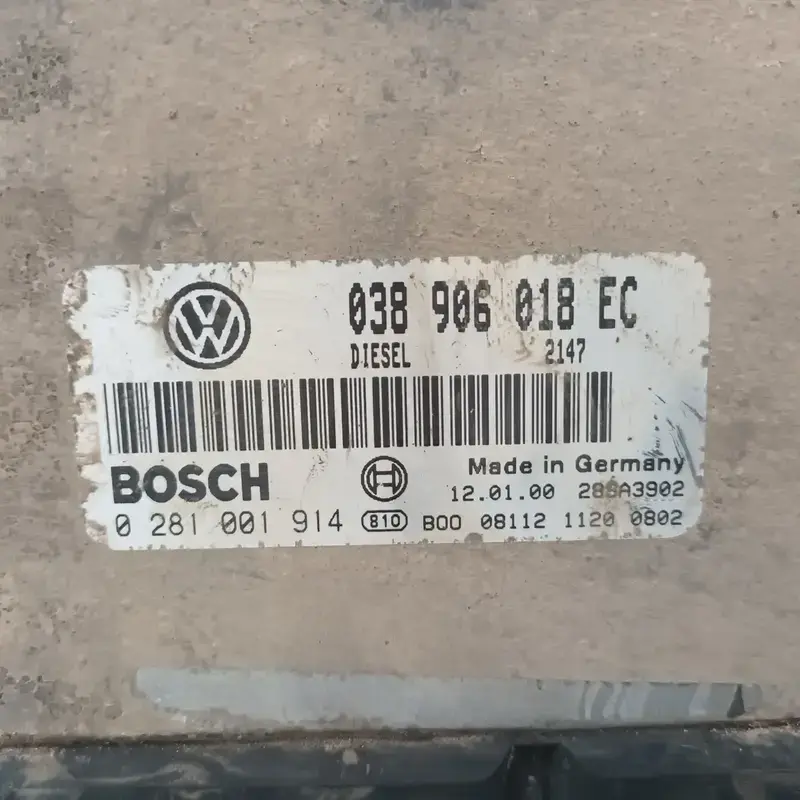 038 906 018 EC
DIESEL 2147
BOSCH
Made in Germany
12.01.00 289A3902
0 281 001 914 810 B00 08112 1120 0802